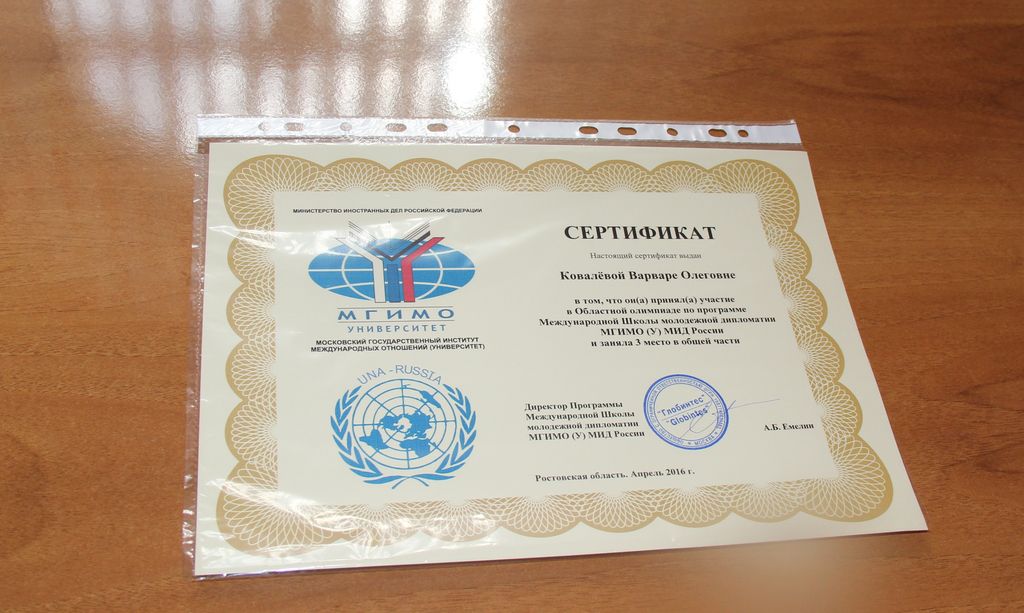 МИНИСТЕРСТВО ИНОСТРАННЫХ ДЕЛ РОССИЙСКОЙ ФЕДЕРАЦИИ
МГИМО
УНИВЕРСИТЕТ
МОСКОВСКИЙ ГОСУДАРСТВЕННЫЙ ИНСТИТУТ
МЕЖДУНАРОДНЫХ ОТНОШЕНИЙ (УНИВЕРСИТЕТ)
UNA-RUSSIA
СЕРТИФИКАТ
Настоящий сертификат выдан
Ковалёвой Варваре Олеговне
в том, что он(а) принял(а) участие
в Областной олимпиаде по программе
Международной Школы молодежной дипломатии
МГИМО (У) МИД России
и заняла 3 место в общей части
Директор Программы
Международной Школы
молодежной дипломатии
МГИМО (У) МИД России
"Глобинтес"
"Globintes"
А.Б. Емелин
Ростовская область. Апрель 2016 г.